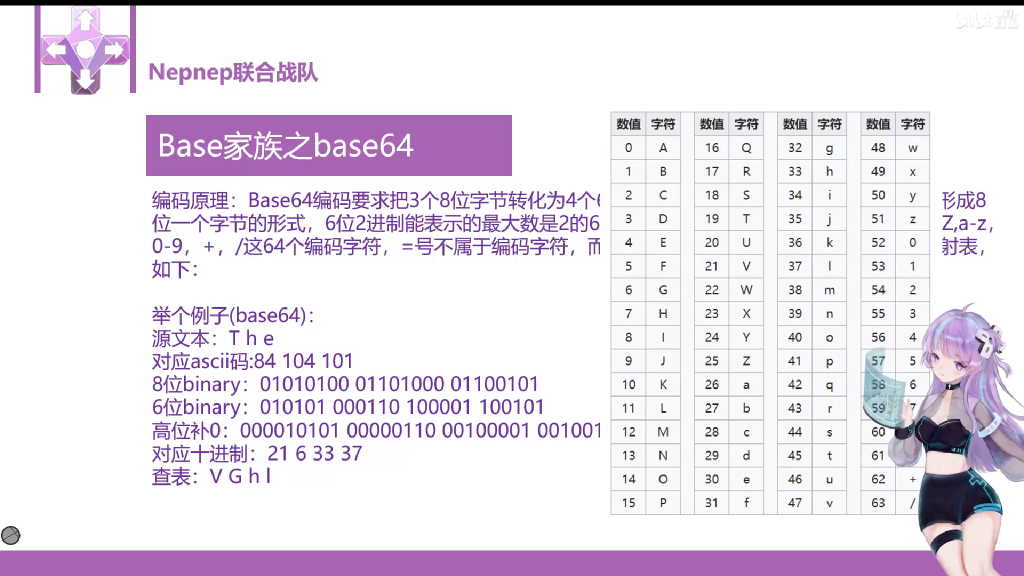 bilibili 直播
Nepnep联合战队
Base家族之base64
编码原理：Base64编码要求把3个8位字节转化为4个6 形成8
位一个字节的形式，6位2进制能表示的最大数是2的6 Z,a-z，
0-9，+，/这64个编码字符，=号不属于编码字符，而 射表，
如下：
举个例子(base64)：
源文本：T h e
对应ascii码:84 104 101
8位binary：01010100 01101000 01100101
6位binary：010101 000110 100001 100101
高位补0：000010101 00000110 00100001 001001
对应十进制：21 6 33 37
查表：V G h l
数值 字符 数值 字符 数值 字符 数值 字符
0 A 16 Q 32 g 48 w
1 B 17 R 33 h 49 x
2 C 18 S 34 i 50 y
3 D 19 T 35 j 51 z
4 E 20 U 36 k 52 0
5 F 21 V 37 l 53 1
6 G 22 W 38 m 54 2
7 H 23 X 39 n 55 3
8 I 24 Y 40 o 56 4
9 J 25 Z 41 p 57 5
10 K 26 a 42 q 58 6
11 L 27 b 43 r 59 7
12 M 28 c 44 s 60
13 N 29 d 45 t 61
14 O 30 e 46 u 62 +
15 P 31 f 47 v 63 /